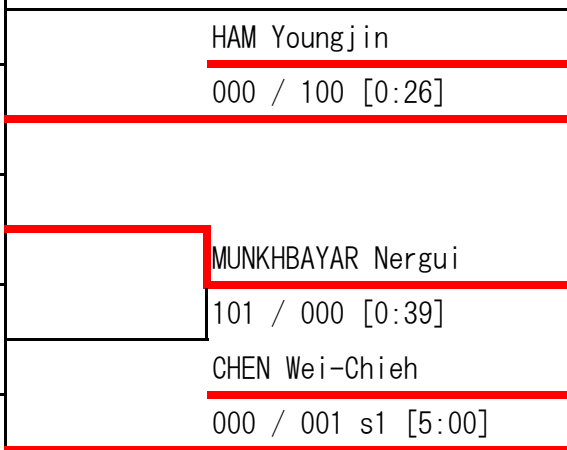 HAM Youngjin
000 / 100 [0:26]
MUNKHBAYAR Nergui
101 / 000 [0:39]
CHEN Wei-Chieh
000 / 001 s1 [5:00]